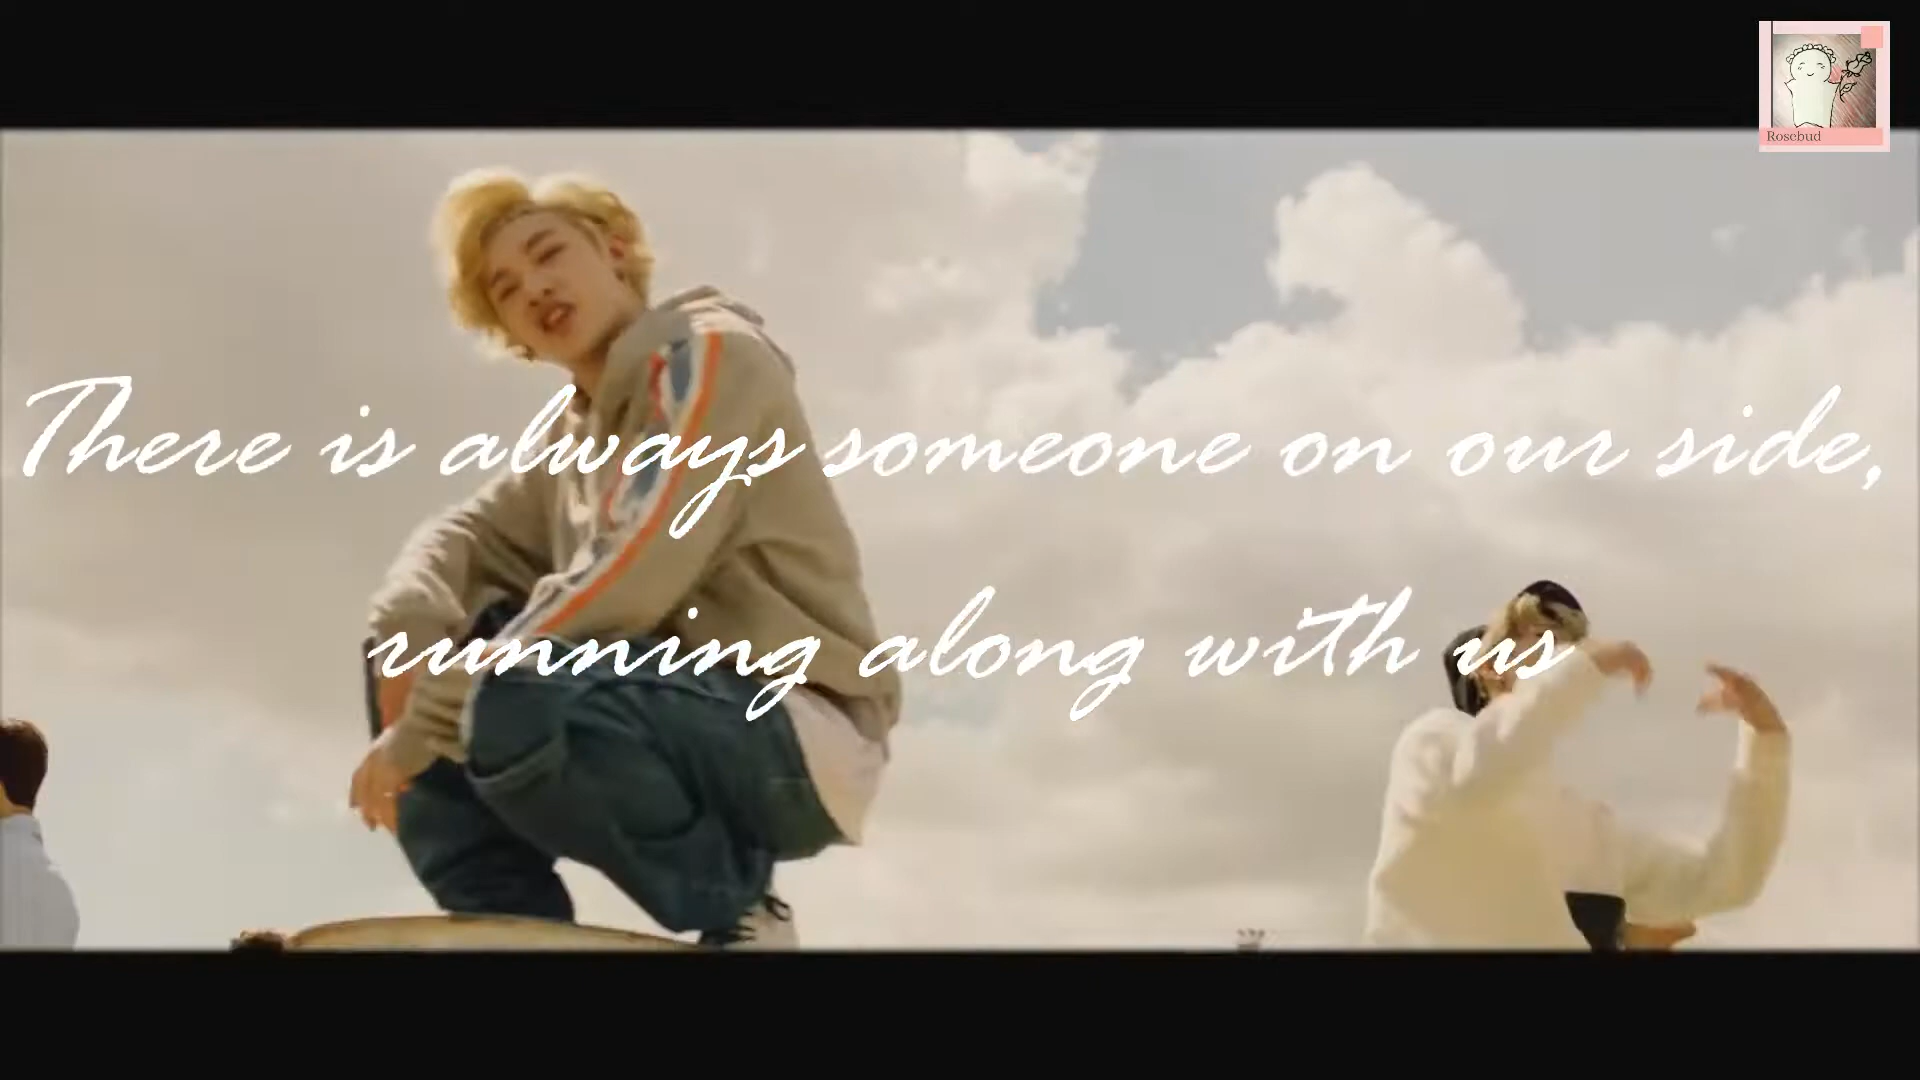 Rosebud
There is always someone on our side,
running along with us